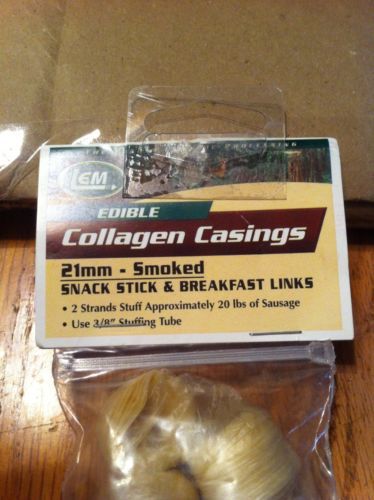 PROCESSING
LEM
EDIBLE
Collagen Casings
21mm - Smoked
SNACK STICK & BREAKFAST LINKS
• 2 Strands Stuff Approximately 20 lbs of Sausage
• Use 3/8" Stuffing Tube